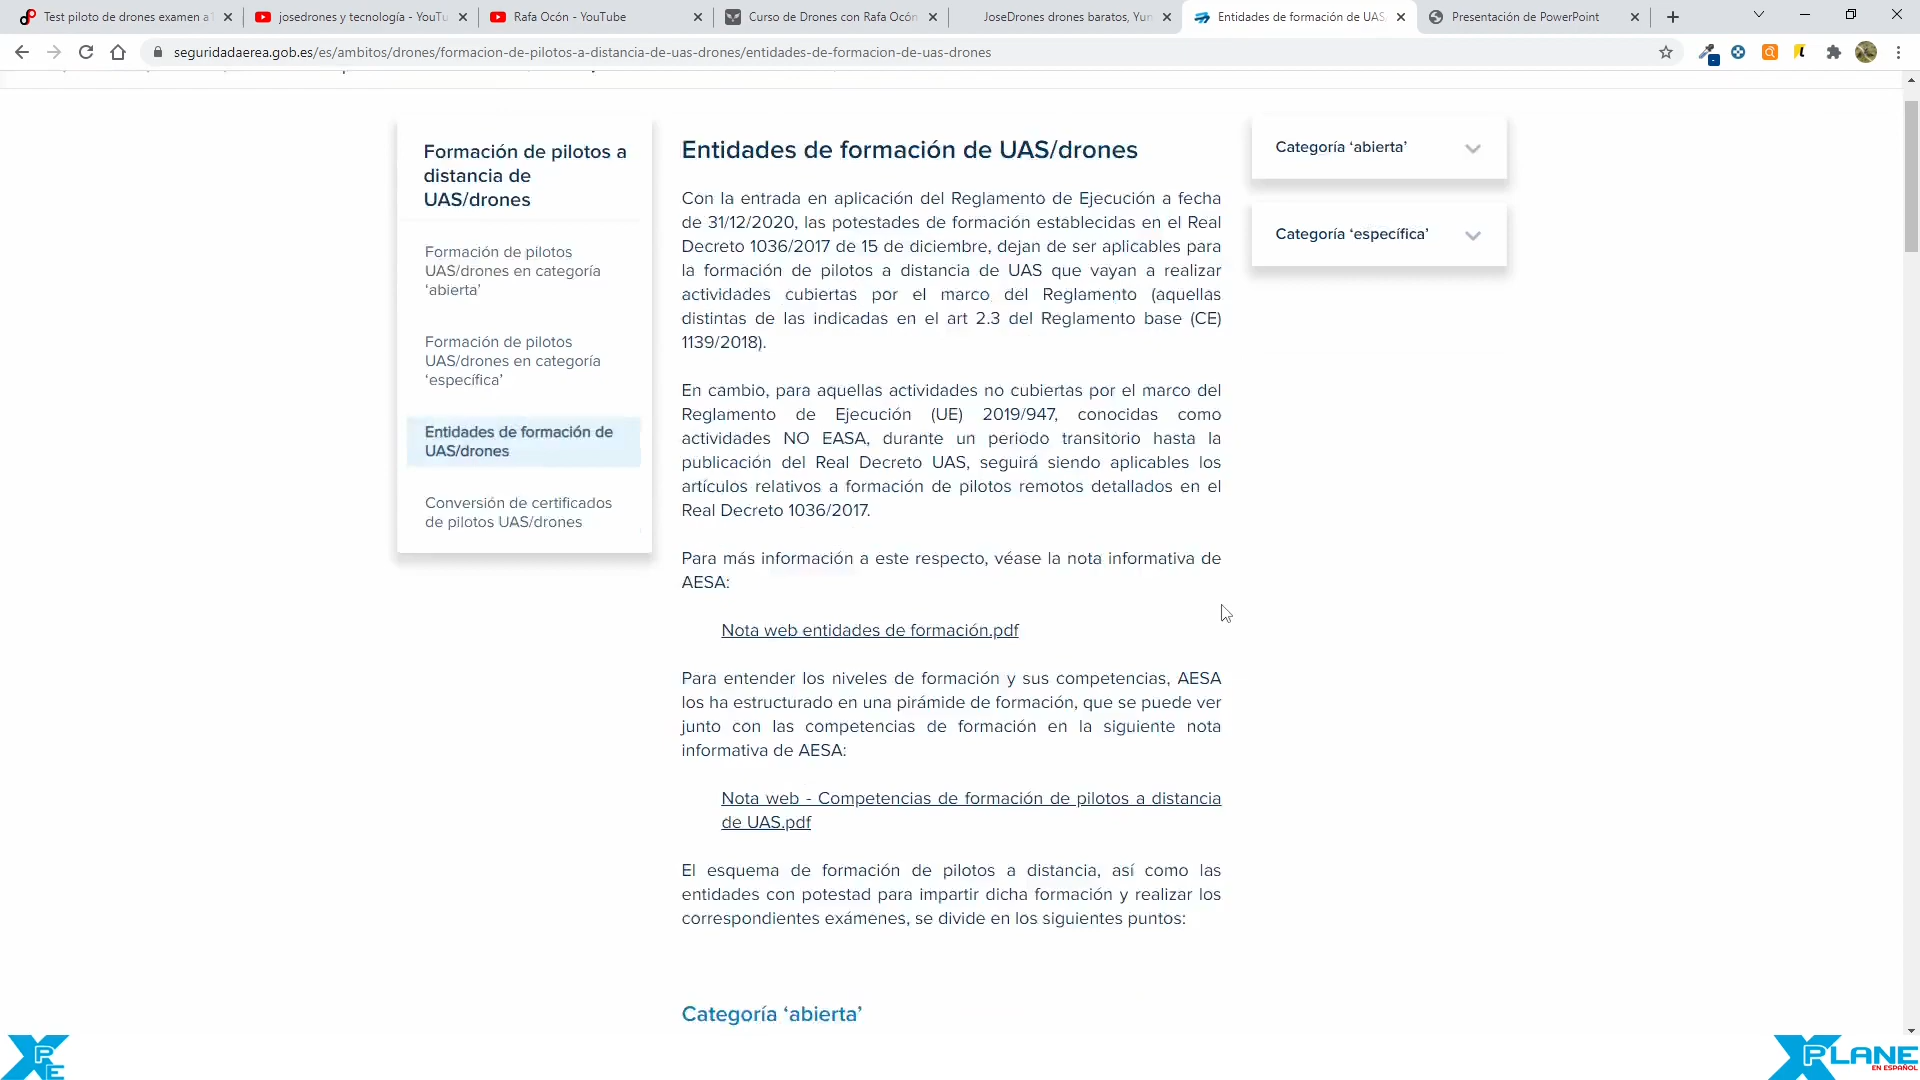 Test piloto de drones examen a
josedrones y tecnología - YouTu
Rafa Ocón - YouTube
Curso de Drones con Rafa Ocón
JoseDrones drones baratos, Yun
Entidades de formación de UAS
Presentación de PowerPoint
seguridadaerea.gob.es/es/ambitos/drones/formacion-de-pilotos-a-distancia-de-uas-drones/entidades-de-formacion-de-uas-drones
Formación de pilotos a
distancia de
UAS/drones
Formación de pilotos
UAS/drones en categoría
‘abierta’
Formación de pilotos
UAS/drones en categoría
‘específica’
Entidades de formación de
UAS/drones
Conversión de certificados
de pilotos UAS/drones
Entidades de formación de UAS/drones
Con la entrada en aplicación del Reglamento de Ejecución a fecha
de 31/12/2020, las potestades de formación establecidas en el Real
Decreto 1036/2017 de 15 de diciembre, dejan de ser aplicables para
la formación de pilotos a distancia de UAS que vayan a realizar
actividades cubiertas por el marco del Reglamento (aquellas
distintas de las indicadas en el art 2.3 del Reglamento base (CE)
1139/2018).
En cambio, para aquellas actividades no cubiertas por el marco del
Reglamento de Ejecución (UE) 2019/947, conocidas como
actividades NO EASA, durante un periodo transitorio hasta la
publicación del Real Decreto UAS, seguirá siendo aplicables los
artículos relativos a formación de pilotos remotos detallados en el
Real Decreto 1036/2017.
Para más información a este respecto, véase la nota informativa de
AESA:
Nota web entidades de formación.pdf
Para entender los niveles de formación y sus competencias, AESA
los ha estructurado en una pirámide de formación, que se puede ver
junto con las competencias de formación en la siguiente nota
informativa de AESA:
Nota web - Competencias de formación de pilotos a distancia
de UAS.pdf
El esquema de formación de pilotos a distancia, así como las
entidades con potestad para impartir dicha formación y realizar los
correspondientes exámenes, se divide en los siguientes puntos:
Categoría ‘abierta’
Categoría ‘abierta’
Categoría ‘específica’
XPE
XPLANE
EN ESPAÑOL